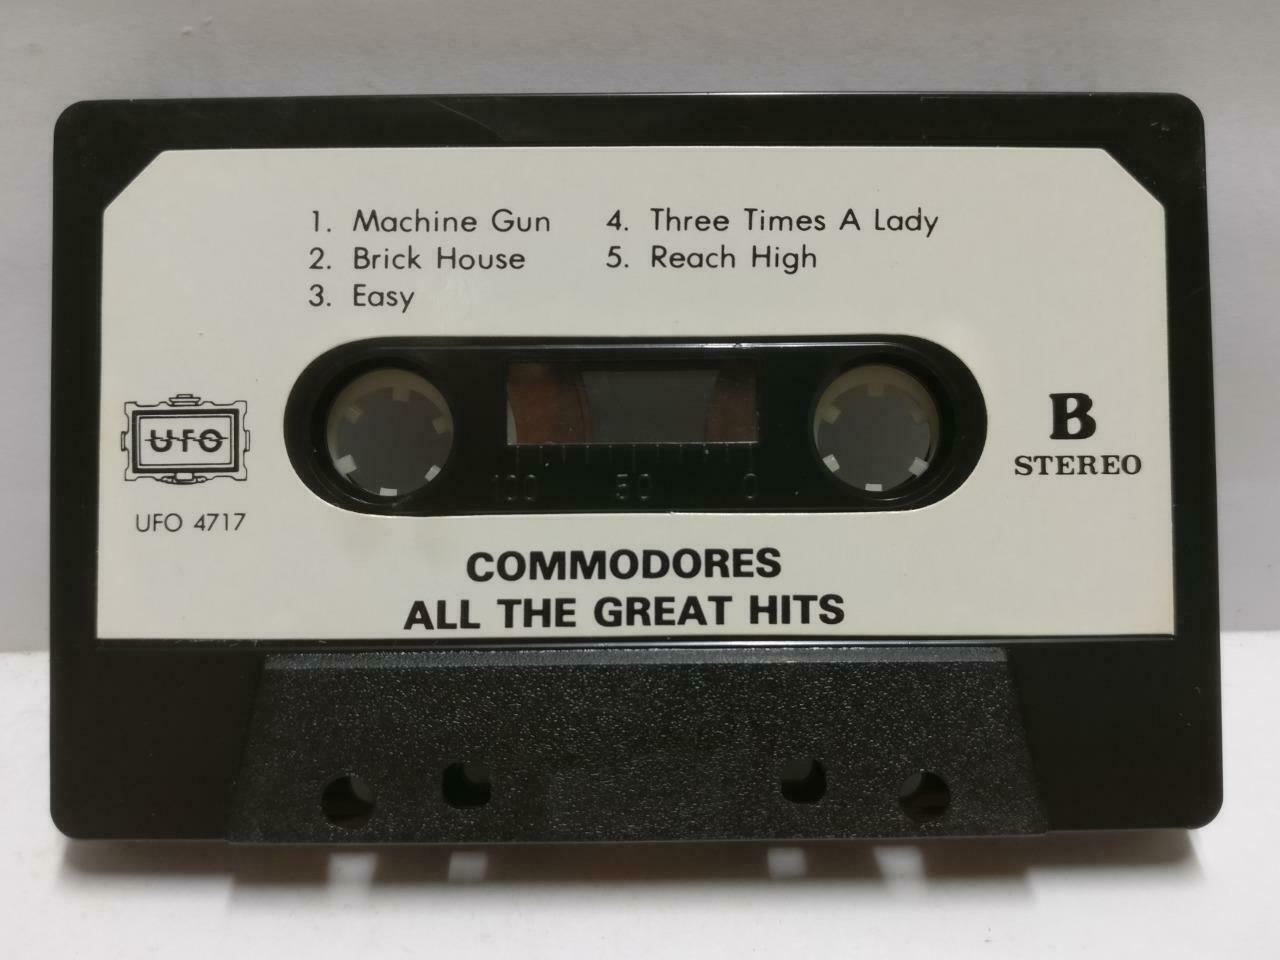 1. Machine Gun
2. Brick House
3. Easy
4. Three Times A Lady
5. Reach High
UFO
UFO 4717
100 50 0
B
STEREO
COMMODORES
ALL THE GREAT HITS